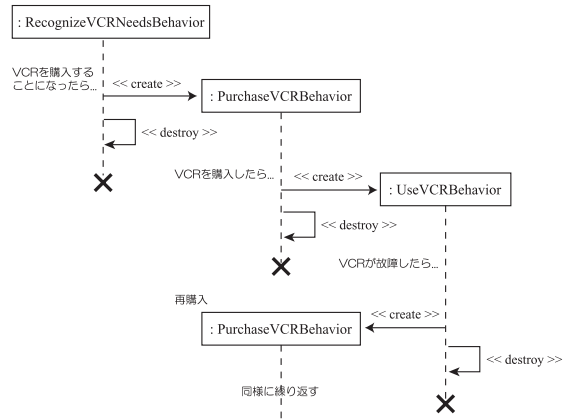 : RecognizeVCRNeedsBehavior
VCRを購入する
ことになったら...
<< create >>
: PurchaseVCRBehavior
<< destroy >>
VCRを購入したら...
<< create >>
: UseVCRBehavior
<< destroy >>
VCRが故障したら...
再購入
<< create >>
: PurchaseVCRBehavior
<< destroy >>
同様に繰り返す